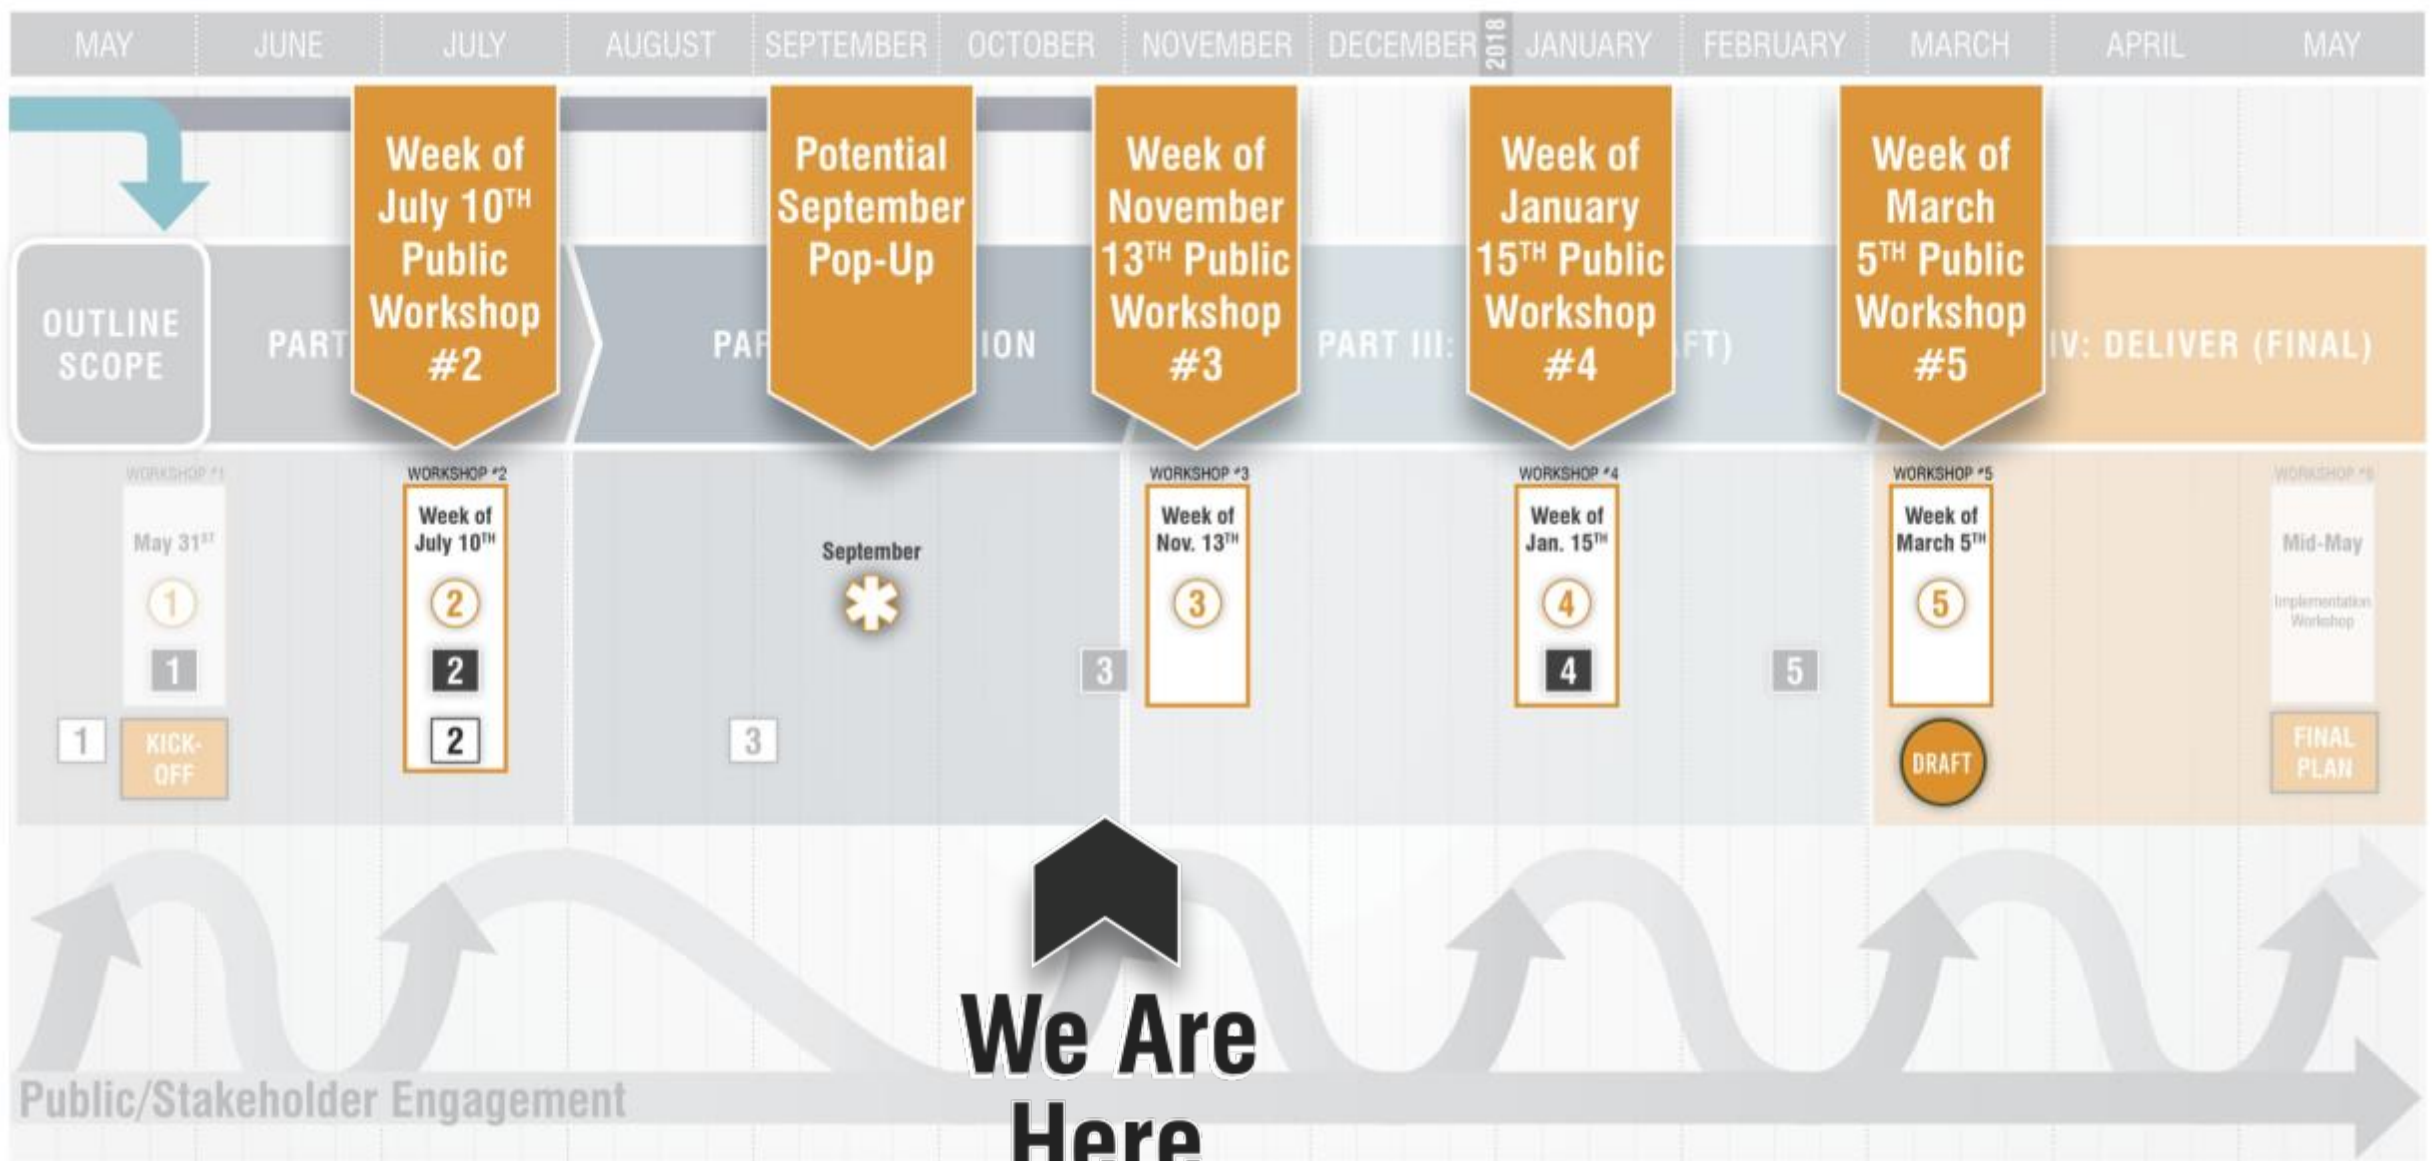 MAY JUNE JULY AUGUST SEPTEMBER OCTOBER NOVEMBER DECEMBER 2018 JANUARY FEBRUARY MARCH APRIL MAY
Week of
July 10TH
Public
Workshop
#2
Potential
September
Pop-Up
Week of
November
13TH Public
Workshop
#3
Week of
January
15TH Public
Workshop
#4
Week of
March
5TH Public
Workshop
#5
OUTLINE
SCOPE
PART
PART III:
IV: DELIVER (FINAL)
WORKSHOP #1
May 31ST
1
1
1
KICK-
OFF
WORKSHOP #2
Week of
July 10TH
2
2
2
September
3
3
WORKSHOP #3
Week of
Nov. 13TH
3
WORKSHOP #4
Week of
Jan. 15TH
4
4
5
WORKSHOP #5
Week of
March 5TH
5
DRAFT
WORKSHOP
Mid-May
Implementation
Workshop
FINAL
PLAN
We Are
Here
Public/Stakeholder Engagement